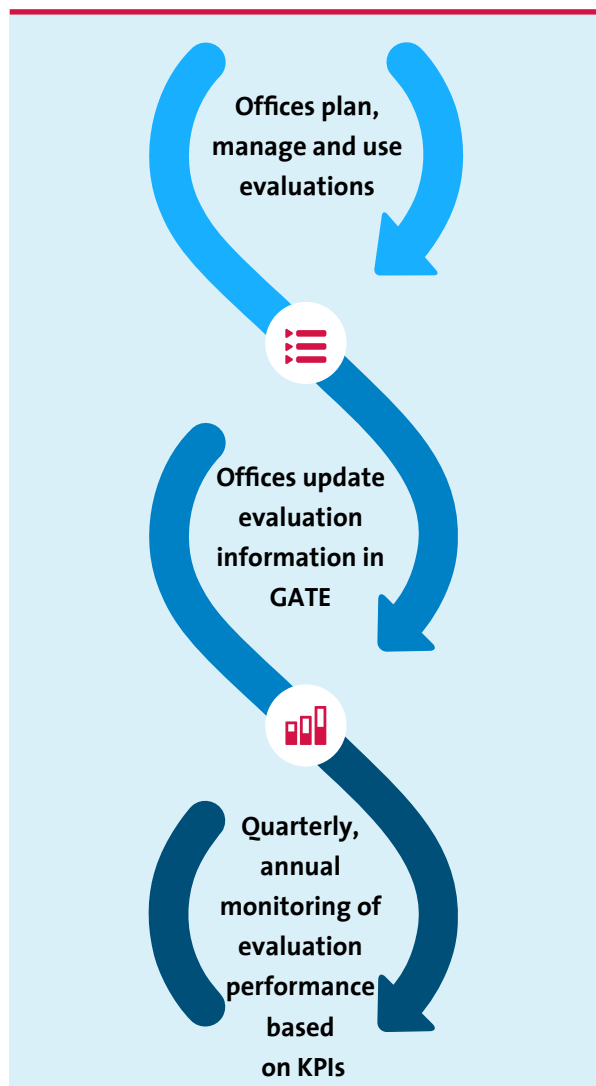 Offices plan,
manage and use
evaluations
Offices update
evaluation
information in
GATE
Quarterly,
annual
monitoring of
evaluation
performance
based
on KPIs